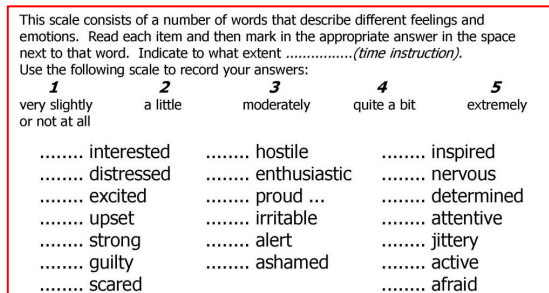 This scale consists of a number of words that describe different feelings and
emotions. Read each item and then mark in the appropriate answer in the space
next to that word. Indicate to what extent ................(time instruction).
Use the following scale to record your answers:
1 2 3 4 5
very slightly a little moderately quite a bit extremely
or not at all
........ interested ........ hostile ........ inspired
........ distressed ........ enthusiastic ........ nervous
........ excited ........ proud ... ........ determined
........ upset ........ irritable ........ attentive
........ strong ........ alert ........ jittery
........ guilty ........ ashamed ........ active
........ scared ........ afraid